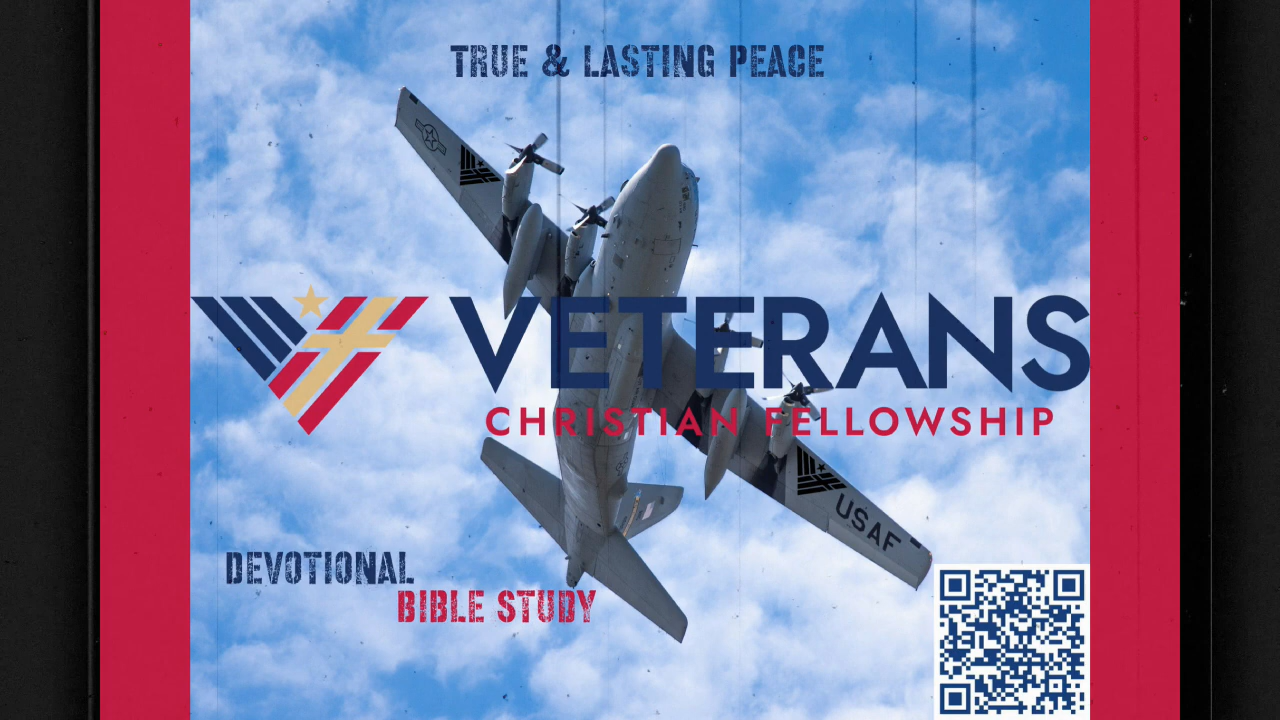 TRUE & LASTING PEACE
VETERANS
CHRISTIAN FELLOWSHIP
USAF
DEVOTIONAL
BIBLE STUDY